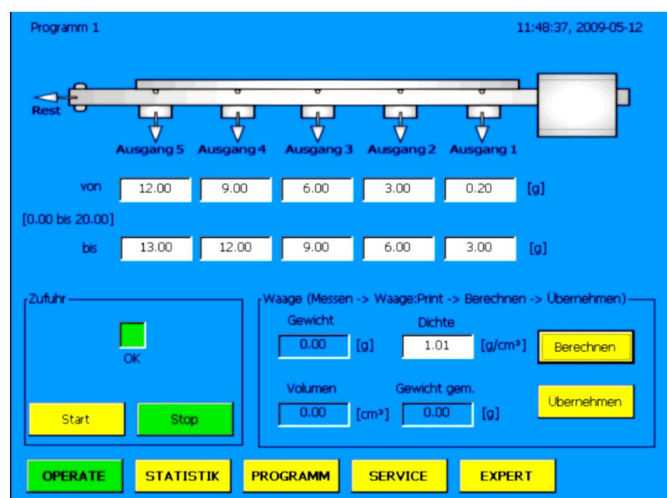 Programm 1 11:48:37, 2009-05-12
Rest
Ausgang 5 Ausgang 4 Ausgang 3 Ausgang 2 Ausgang 1
von 12.00 9.00 6.00 3.00 0.20 [g]
[0.00 bis 20.00]
bis 13.00 12.00 9.00 6.00 3.00 [g]
Zufuhr Waage (Messen -> Waage:Print -> Berechnen -> Übernehmen)
Gewicht Dichte
0.00 [g] 1.01 [g/cm³] Berechnen
OK
Volumen Gewicht gem.
0.00 [cm³] 0.00 [g] Übernehmen
Start Stop
OPERATE STATISTIK PROGRAMM SERVICE EXPERT